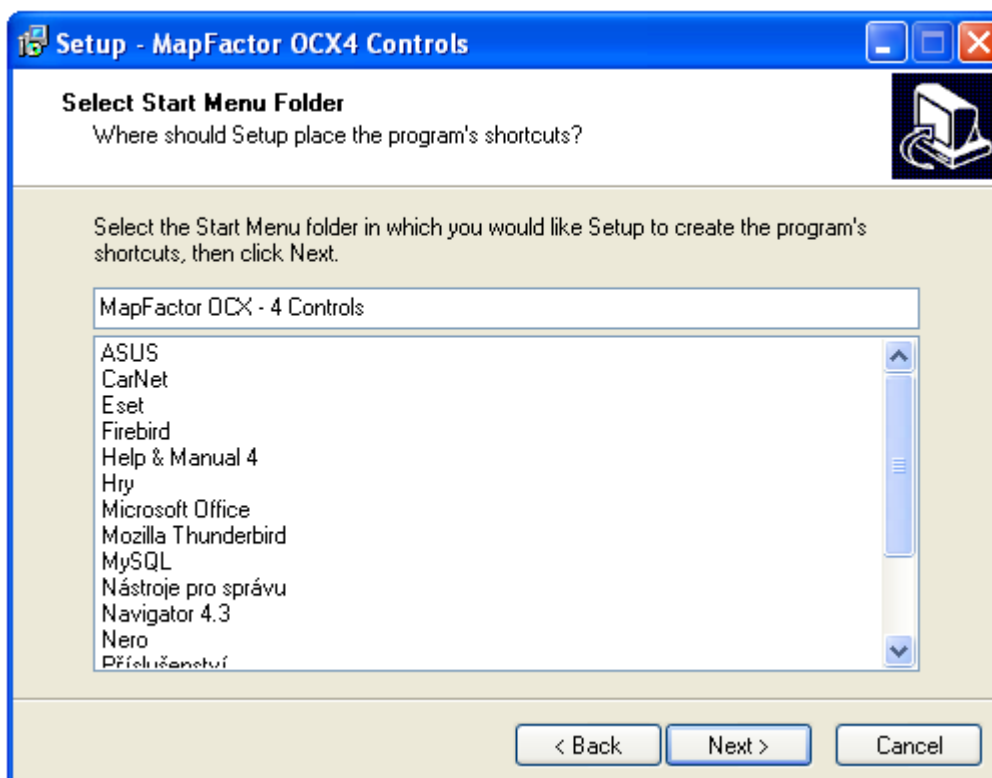 Setup - MapFactor OCX4 Controls
Select Start Menu Folder
Where should Setup place the program's shortcuts?
Select the Start Menu folder in which you would like Setup to create the program's
shortcuts, then click Next.
MapFactor OCX - 4 Controls
ASUS
CarNet
Eset
Firebird
Help & Manual 4
Hry
Microsoft Office
Mozilla Thunderbird
MySQL
Nástroje pro správu
Navigator 4.3
Nero
Příslušenství
< Back
Next >
Cancel